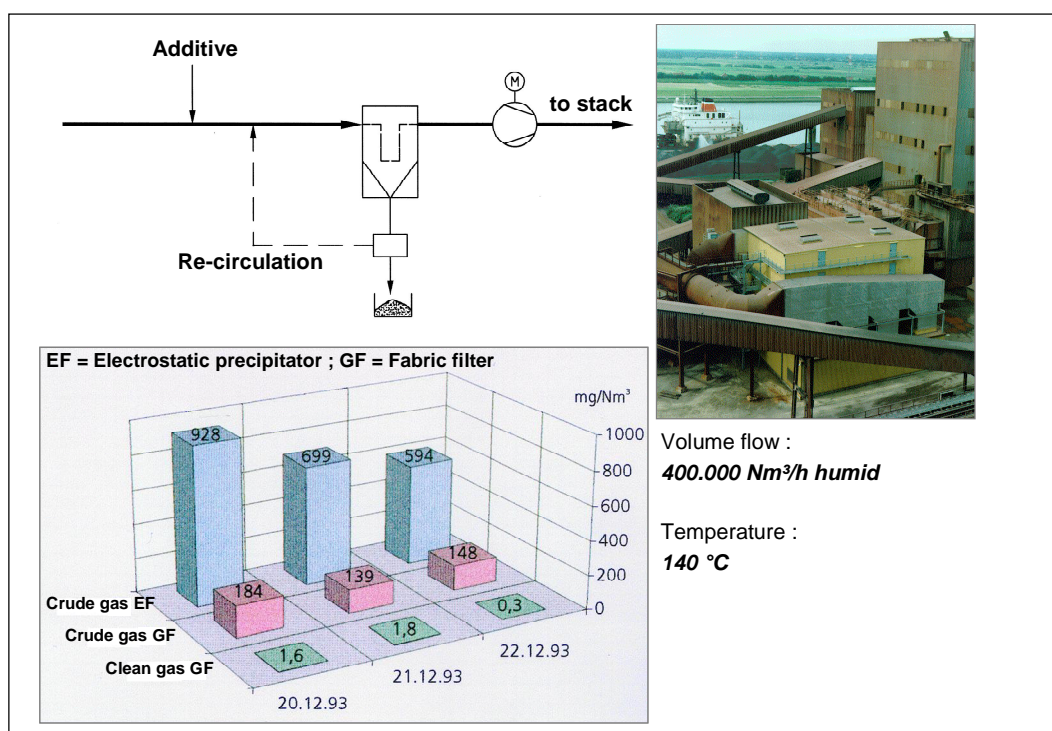 Additive
M
to stack
Re-circulation
EF = Electrostatic precipitator ; GF = Fabric filter
mg/Nm³
1000
800
600
400
200
0
928
699
594
184
139
148
1,6
1,8
0,3
Crude gas EF
Crude gas GF
Clean gas GF
20.12.93
21.12.93
22.12.93
Volume flow :
400.000 Nm³/h humid
Temperature :
140 °C